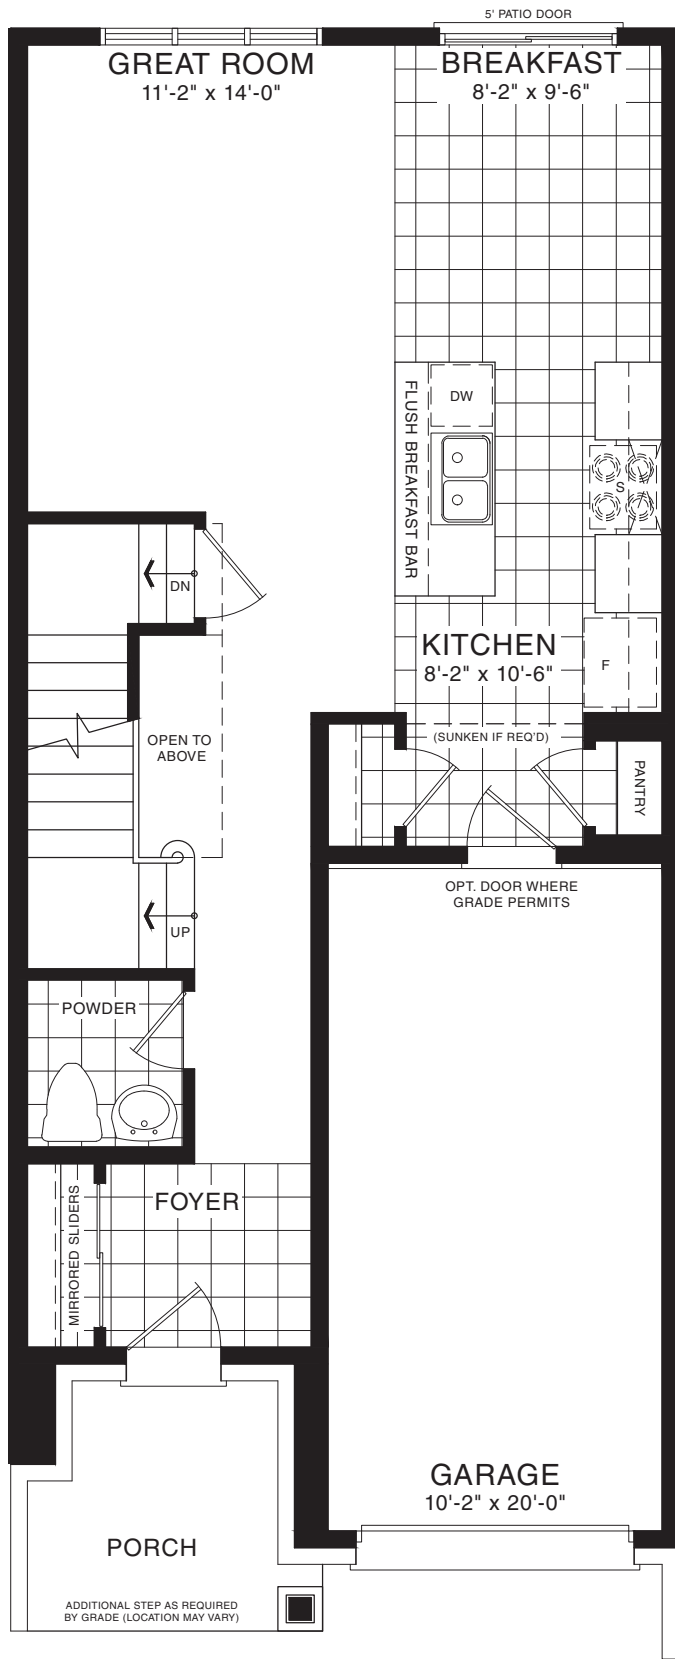 5' PATIO DOOR
GREAT ROOM
11'-2" x 14'-0"
BREAKFAST
8'-2" x 9'-6"
DW
FLUSH BREAKFAST BAR
S
DN
KITCHEN
8'-2" x 10'-6"
F
OPEN TO
ABOVE
(SUNKEN IF REQ'D)
PANTRY
OPT. DOOR WHERE
GRADE PERMITS
UP
POWDER
MIRRORED SLIDERS
FOYER
GARAGE
10'-2" x 20'-0"
PORCH
ADDITIONAL STEP AS REQUIRED
BY GRADE (LOCATION MAY VARY)